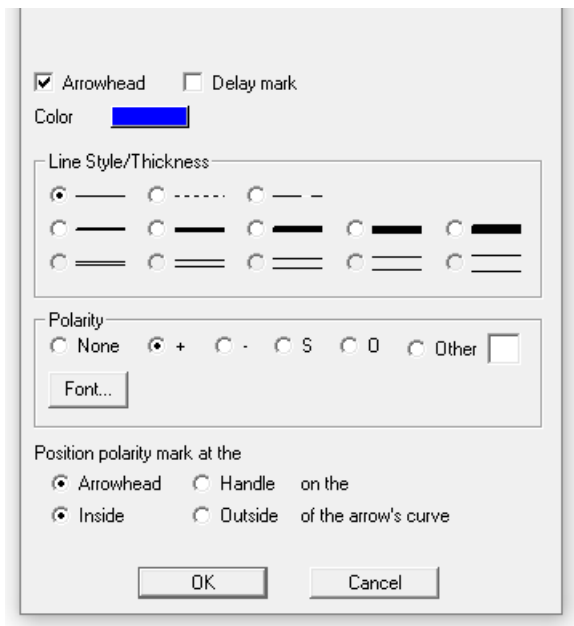 Arrowhead Delay mark
Color
Line Style/Thickness
Polarity
None + - S O Other
Font...
Position polarity mark at the
Arrowhead Handle on the
Inside Outside of the arrow's curve
OK Cancel